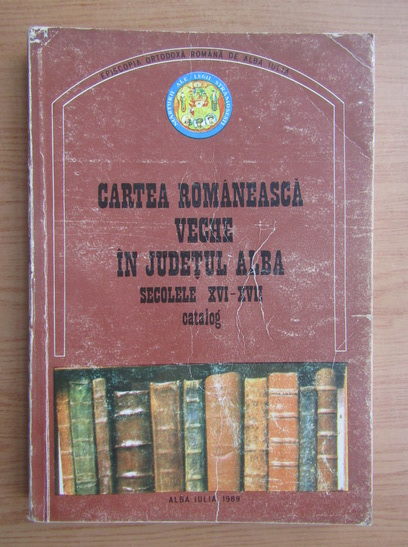 EPISCOPIA ORTODOXĂ ROMÂNĂ DE ALBA IULIA
CARTEA ROMÂNEASCĂ
VECHE
ÎN JUDEŢUL ALBA
SECOLELE XVI-XVII
catalog
ALBA IULIA 1989